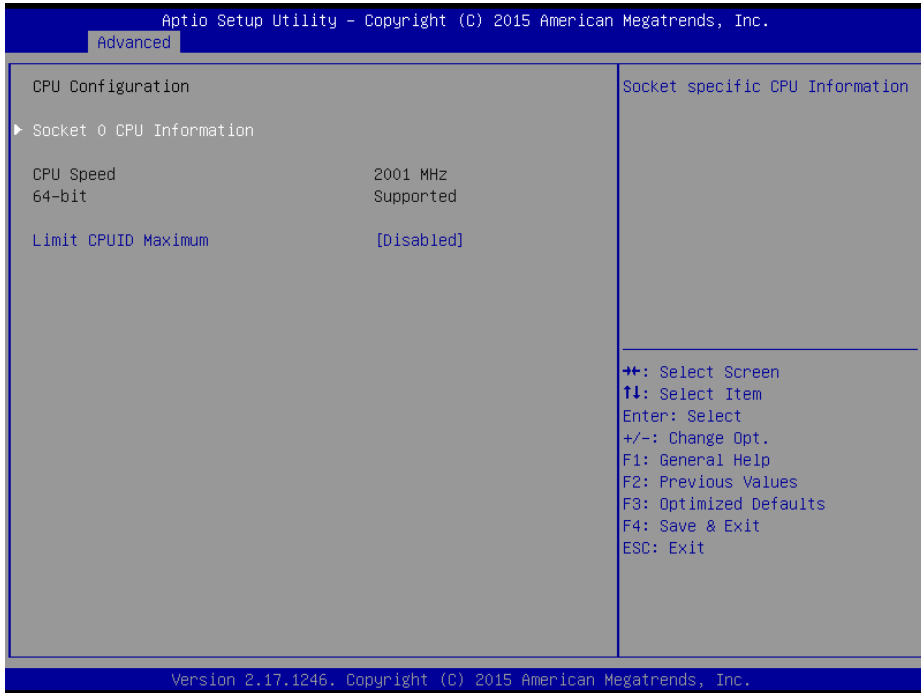 Aptio Setup Utility – Copyright (C) 2015 American Megatrends, Inc.
Advanced
CPU Configuration
Socket 0 CPU Information
CPU Speed 2001 MHz
64-bit Supported
Limit CPUID Maximum [Disabled]
Socket specific CPU Information
→←: Select Screen
↑↓: Select Item
Enter: Select
+/-: Change Opt.
F1: General Help
F2: Previous Values
F3: Optimized Defaults
F4: Save & Exit
ESC: Exit
Version 2.17.1246. Copyright (C) 2015 American Megatrends, Inc.